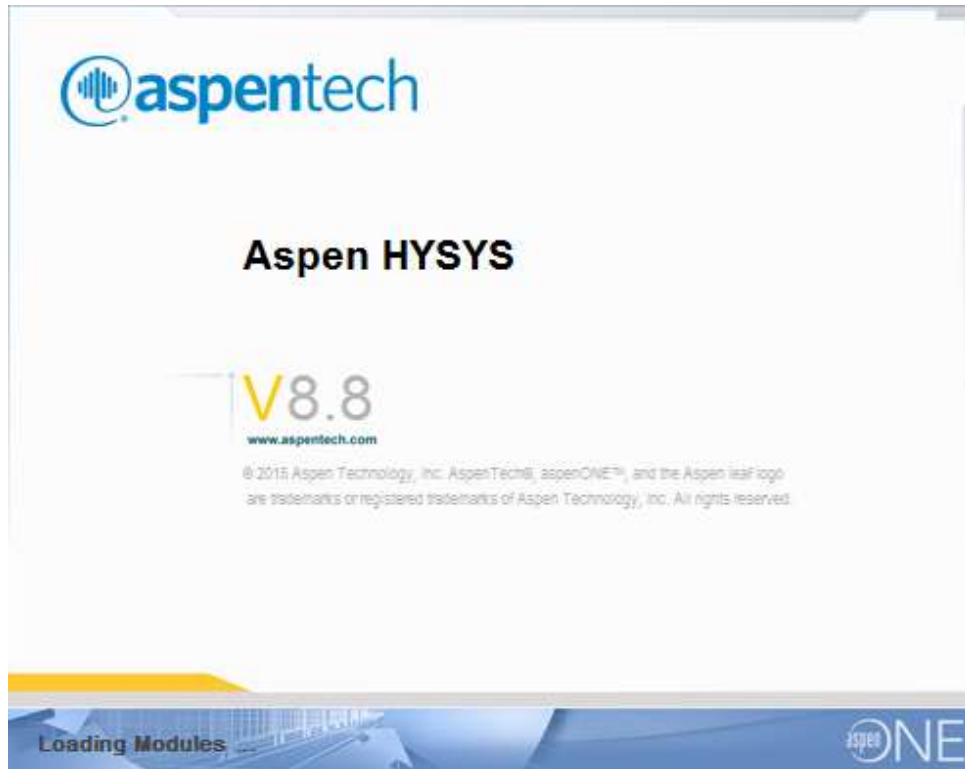 aspentech
Aspen HYSYS
V8.8
www.aspentech.com
© 2015 Aspen Technology, Inc. AspenTech®, aspenONE™, and the Aspen leaf logo
are trademarks or registered trademarks of Aspen Technology, Inc. All rights reserved.
Loading Modules ...
aspen ONE